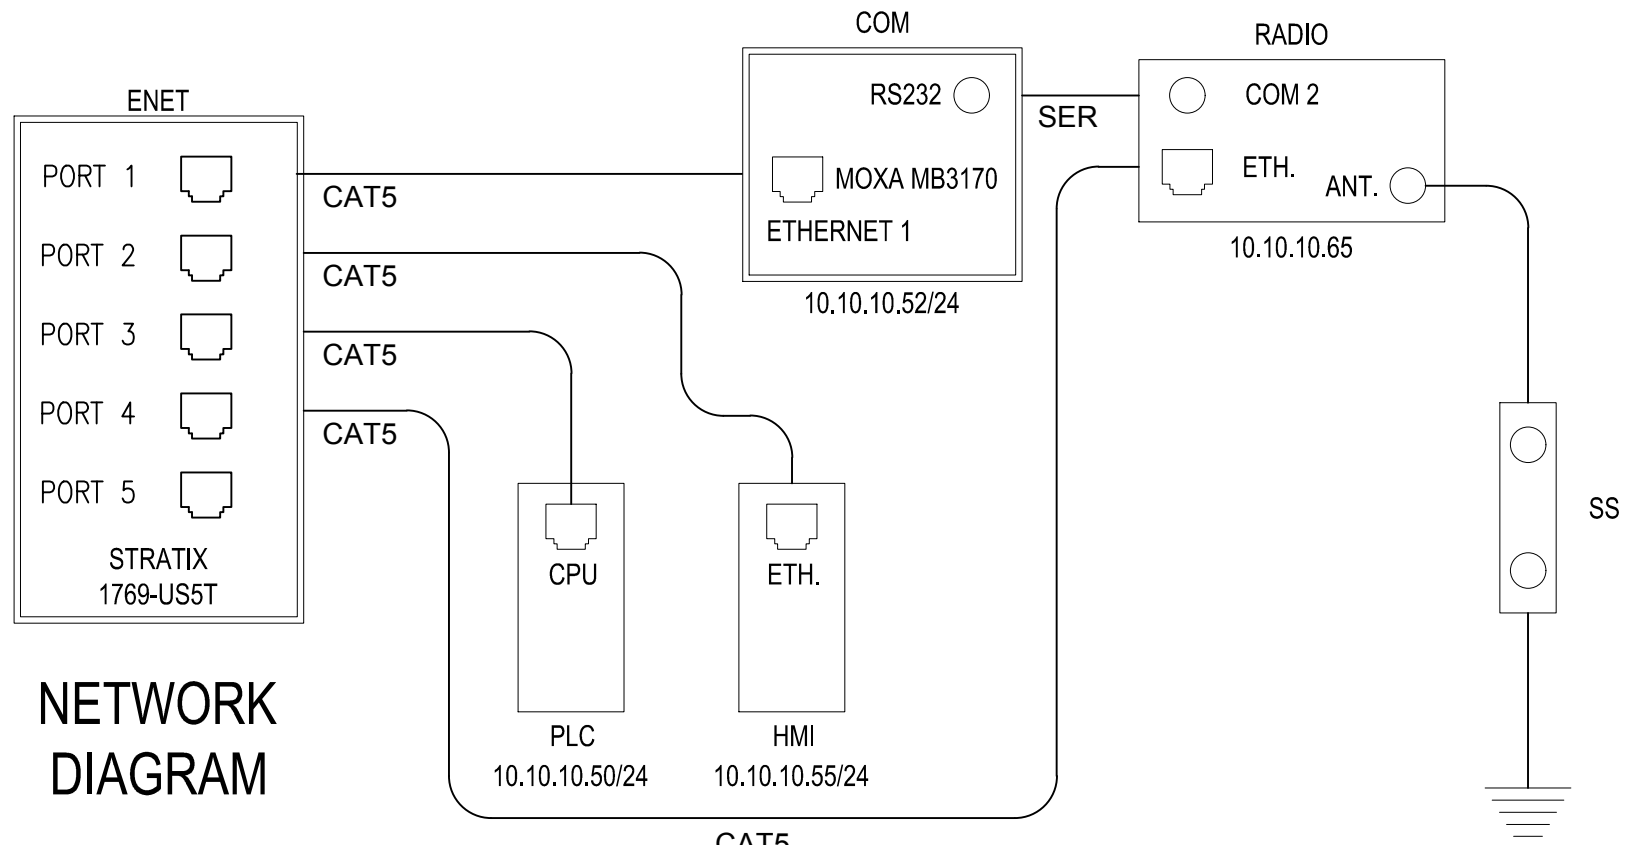 COM
RADIO
ENET
RS232
COM 2
SER
PORT 1
CAT5
MOXA MB3170
ETH.
ANT.
ETHERNET 1
PORT 2
CAT5
10.10.10.65
10.10.10.52/24
PORT 3
CAT5
PORT 4
CAT5
PORT 5
SS
STRATIX
1769-US5T
CPU
ETH.
NETWORK
DIAGRAM
PLC
HMI
10.10.10.50/24
10.10.10.55/24
CAT5